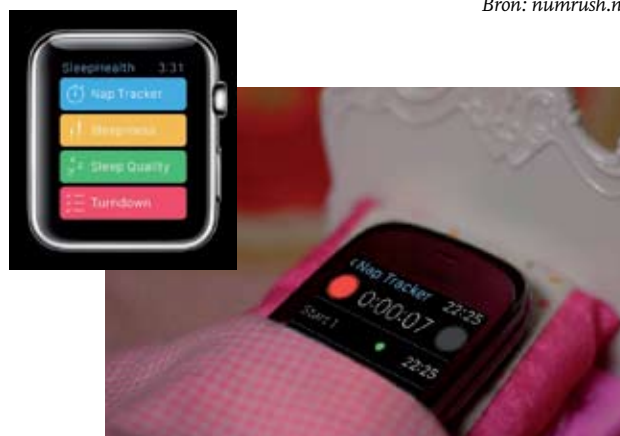 Bron: numrush.n
SleepHealth 3:31
Nap Tracker
Sleepiness
Sleep Quality
Turndown
<Nap Tracker 22:25
0:00:07
Start 1
22:25